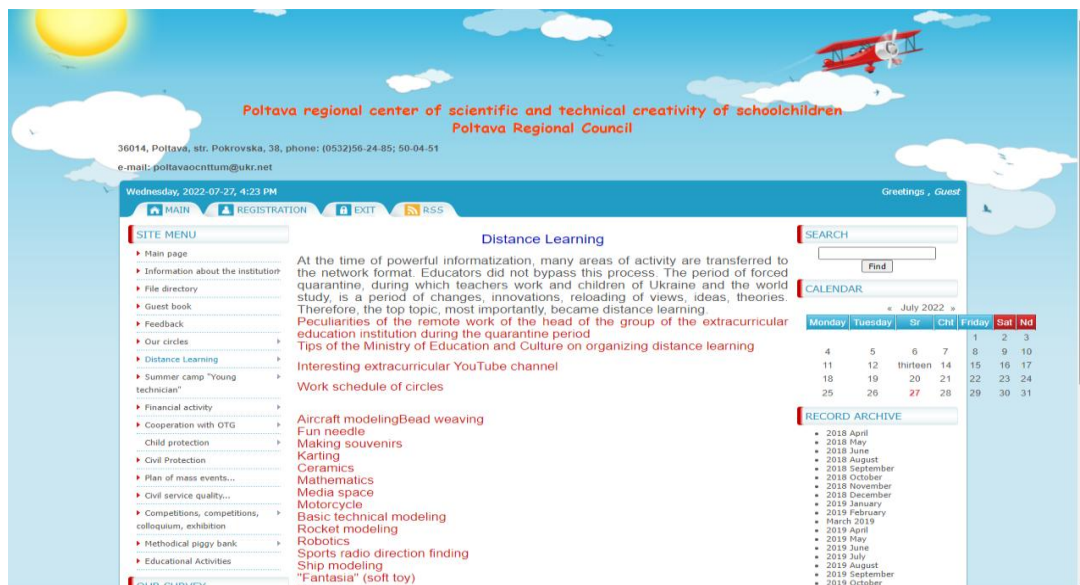 Poltava regional center of scientific and technical creativity of schoolchildren
Poltava Regional Council
36014, Poltava, str. Pokrovska, 38, phone: (0532)56-24-85; 50-04-51
e-mail: poltavaocnttum@ukr.net
Wednesday, 2022-07-27, 4:23 PM
Greetings , Guest
MAIN
REGISTRATION
EXIT
RSS
SITE MENU
Main page
Information about the institution
File directory
Guest book
Feedback
Our circles
Distance Learning
Summer camp "Young
technician"
Financial activity
Cooperation with OTG
Child protection
Civil Protection
Plan of mass events...
Civil service quality...
Competitions, competitions,
colloquium, exhibition
Methodical piggy bank
Educational Activities
OUR SURVEY
Distance Learning
At the time of powerful informatization, many areas of activity are transferred to
the network format. Educators did not bypass this process. The period of forced
quarantine, during which teachers work and children of Ukraine and the world
study, is a period of changes, innovations, reloading of views, ideas, theories.
Therefore, the top topic, most importantly, became distance learning.
Peculiarities of the remote work of the head of the group of the extracurricular
education institution during the quarantine period
Tips of the Ministry of Education and Culture on organizing distance learning
Interesting extracurricular YouTube channel
Work schedule of circles
Aircraft modelingBead weaving
Fun needle
Making souvenirs
Karting
Ceramics
Mathematics
Media space
Motorcycle
Basic technical modeling
Rocket modeling
Robotics
Sports radio direction finding
Ship modeling
"Fantasia" (soft toy)
SEARCH
Find
CALENDAR
« July 2022 »
Monday Tuesday Sr Cht Friday Sat Nd
1 2 3
4 5 6 7 8 9 10
11 12 thirteen 14 15 16 17
18 19 20 21 22 23 24
25 26 27 28 29 30 31
RECORD ARCHIVE
2018 April
2018 May
2018 June
2018 August
2018 September
2018 October
2018 November
2018 December
2019 January
2019 February
March 2019
2019 April
2019 May
2019 June
2019 July
2019 August
2019 September
2019 October